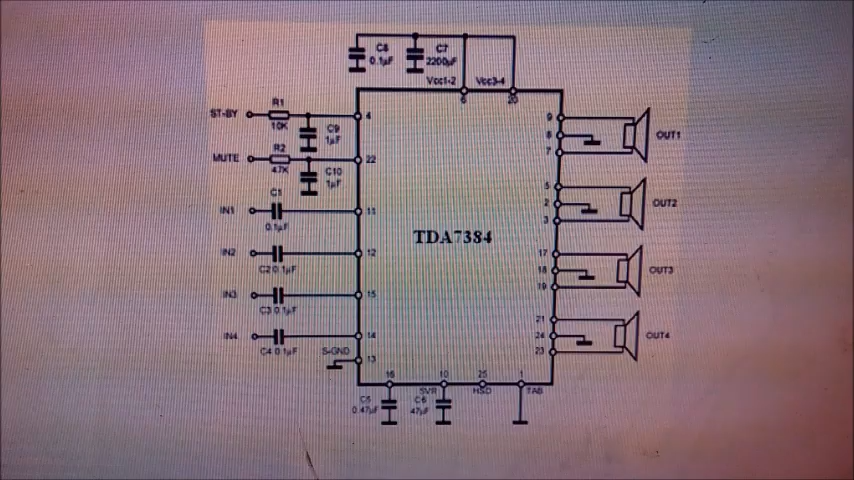 C8
0.1µF
C7
2200µF
Vcc1-2
Vcc3-4
6
20
ST-BY
R1
10K
4
C9
1µF
MUTE
R2
47K
22
C10
1µF
IN1
C1
0.1µF
11
IN2
C2 0.1µF
12
IN3
C3 0.1µF
15
IN4
C4 0.1µF
14
S-GND
13
TDA7384
9
8
7
OUT1
5
2
3
OUT2
17
18
19
OUT3
21
24
23
OUT4
16
10
25
1
SVR
HSD
TAB
C5
0.47µF
C6
47µF